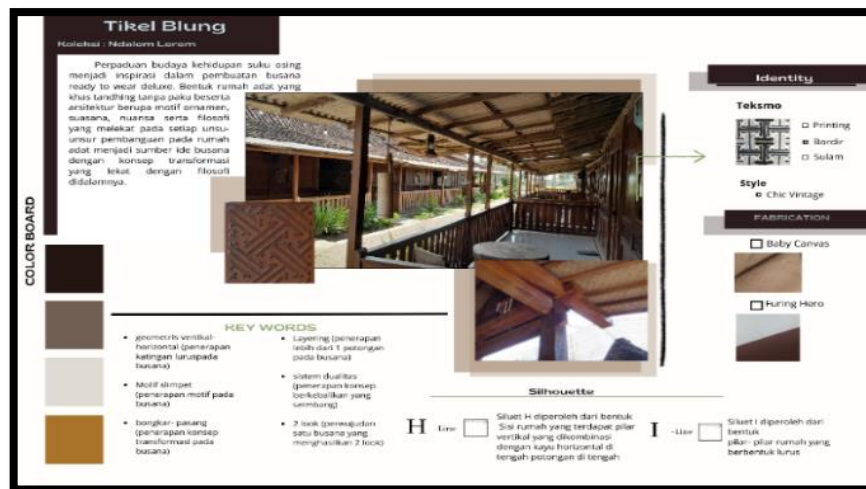 Tikel Blung
Koleksi : Ndalom Lorom
Perpaduan budaya kehidupan suku osing
menjadi inspirasi dalam pembuatan busana
ready to wear deluxe. Bentuk rumah adat yang
khas tandhing tanpa paku beserta
arsitektur berupa motif ornamen,
suasana, nuansa serta filosofi
yang melekat pada setiap unsu-
unsur pembanguan pada rumah
adat menjadi sumber ide busana
dengan konsep transformasi
yang lekat dengan filosofi
didalamnya.
COLOR BOARD
KEY WORDS
geometris vertikal-
horizontal (penerapan
katingan luruspada
busana)
Motif slimpet
(penerapan motif pada
busana)
bongkar- pasang
(penerapan konsep
transformasi pada
busana)
Layering (penerapan
lebih dari 1 potongan
pada busana)
sistem dualitas
(penerapan konsep
berkebalikan yang
seimbang)
2 look (perwujudan
satu busana yang
menghasilkan 2 look)
Identity
Teksmo
Printing
Bordir
Sulam
Style
Chic Vintage
FABRICATION
Baby Canvas
Furing Hero
Silhouette
H -Line
Siluet H diperoleh dari bentuk
Sisi rumah yang terdapat pilar
vertikal yang dikombinasi
dengan kayu horizontal di
tengah potongan di tengah
I -Line
Siluet I diperoleh dari
bentuk
pilar- pilar rumah yang
berbentuk lurus